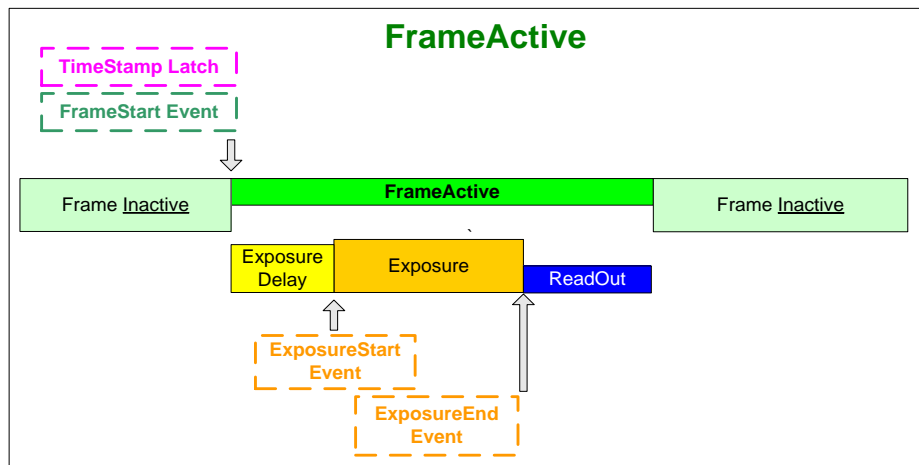 FrameActive
TimeStamp Latch
FrameStart Event
Frame Inactive
FrameActive
Frame Inactive
`
Exposure
Delay
Exposure
ReadOut
ExposureStart
Event
ExposureEnd
Event